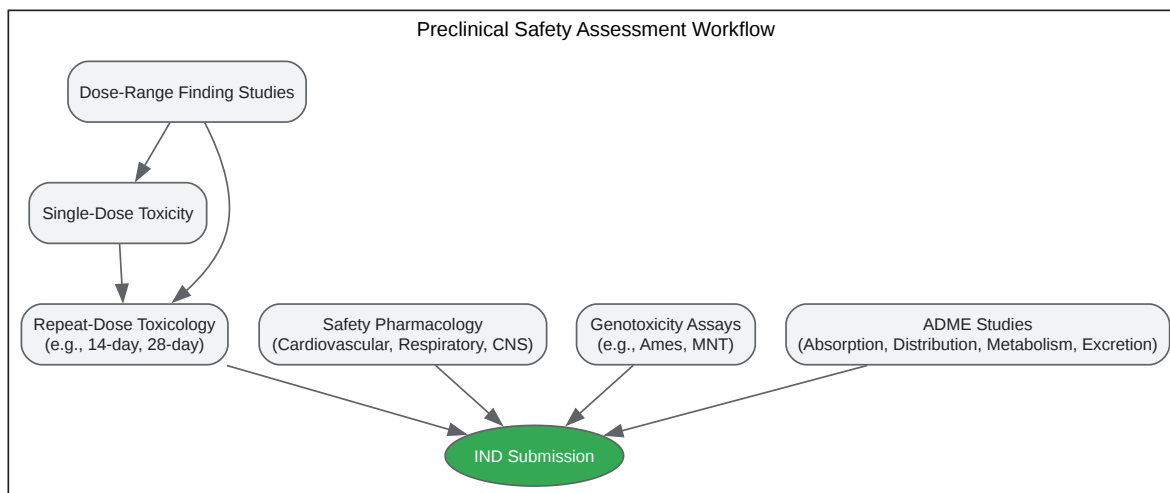 Preclinical Safety Assessment Workflow
Dose-Range Finding Studies
Single-Dose Toxicity
Repeat-Dose Toxicology
(e.g., 14-day, 28-day)
Safety Pharmacology
(Cardiovascular, Respiratory, CNS)
Genotoxicity Assays
(e.g., Ames, MNT)
ADME Studies
(Absorption, Distribution, Metabolism, Excretion)
IND Submission